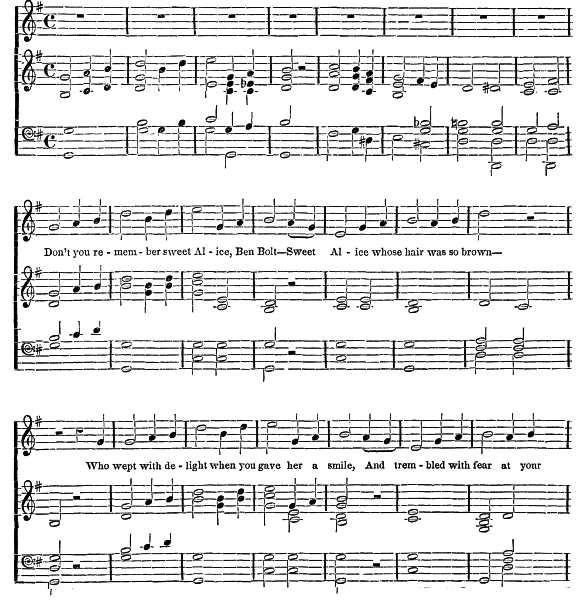 Don't you re - mem - ber sweet Al - ice, Ben Bolt—Sweet Al - ice whose hair was so brown—
Who wept with de - light when you gave her a smile, And trem - bled with fear at your